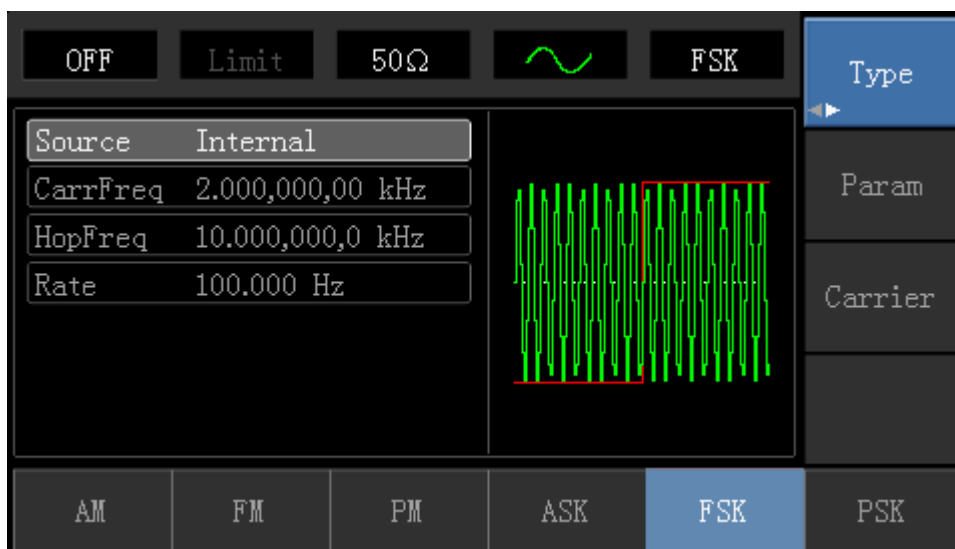 OFF Limit 50Ω FSK
Type
Source Internal
CarrFreq 2.000,000,00 kHz
HopFreq 10.000,000,0 kHz
Rate 100.000 Hz
Param
Carrier
AM FM PM ASK FSK PSK